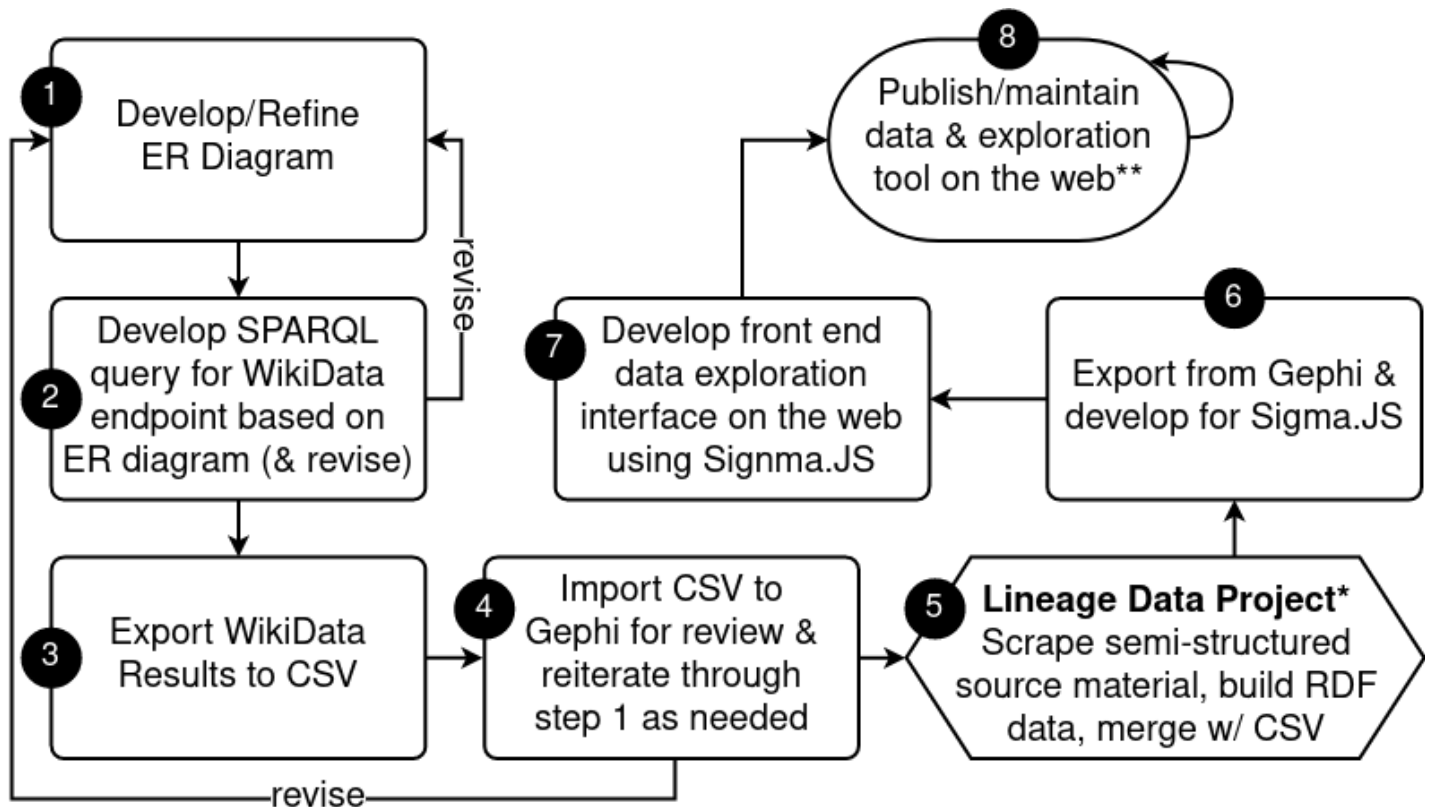 1
Develop/Refine
ER Diagram
revise
2
Develop SPARQL
query for WikiData
endpoint based on
ER diagram (& revise)
3
Export WikiData
Results to CSV
4
Import CSV to
Gephi for review &
reiterate through
step 1 as needed
revise
5
Lineage Data Project*
Scrape semi-structured
source material, build RDF
data, merge w/ CSV
6
Export from Gephi &
develop for Sigma.JS
7
Develop front end
data exploration
interface on the web
using Signma.JS
8
Publish/maintain
data & exploration
tool on the web**